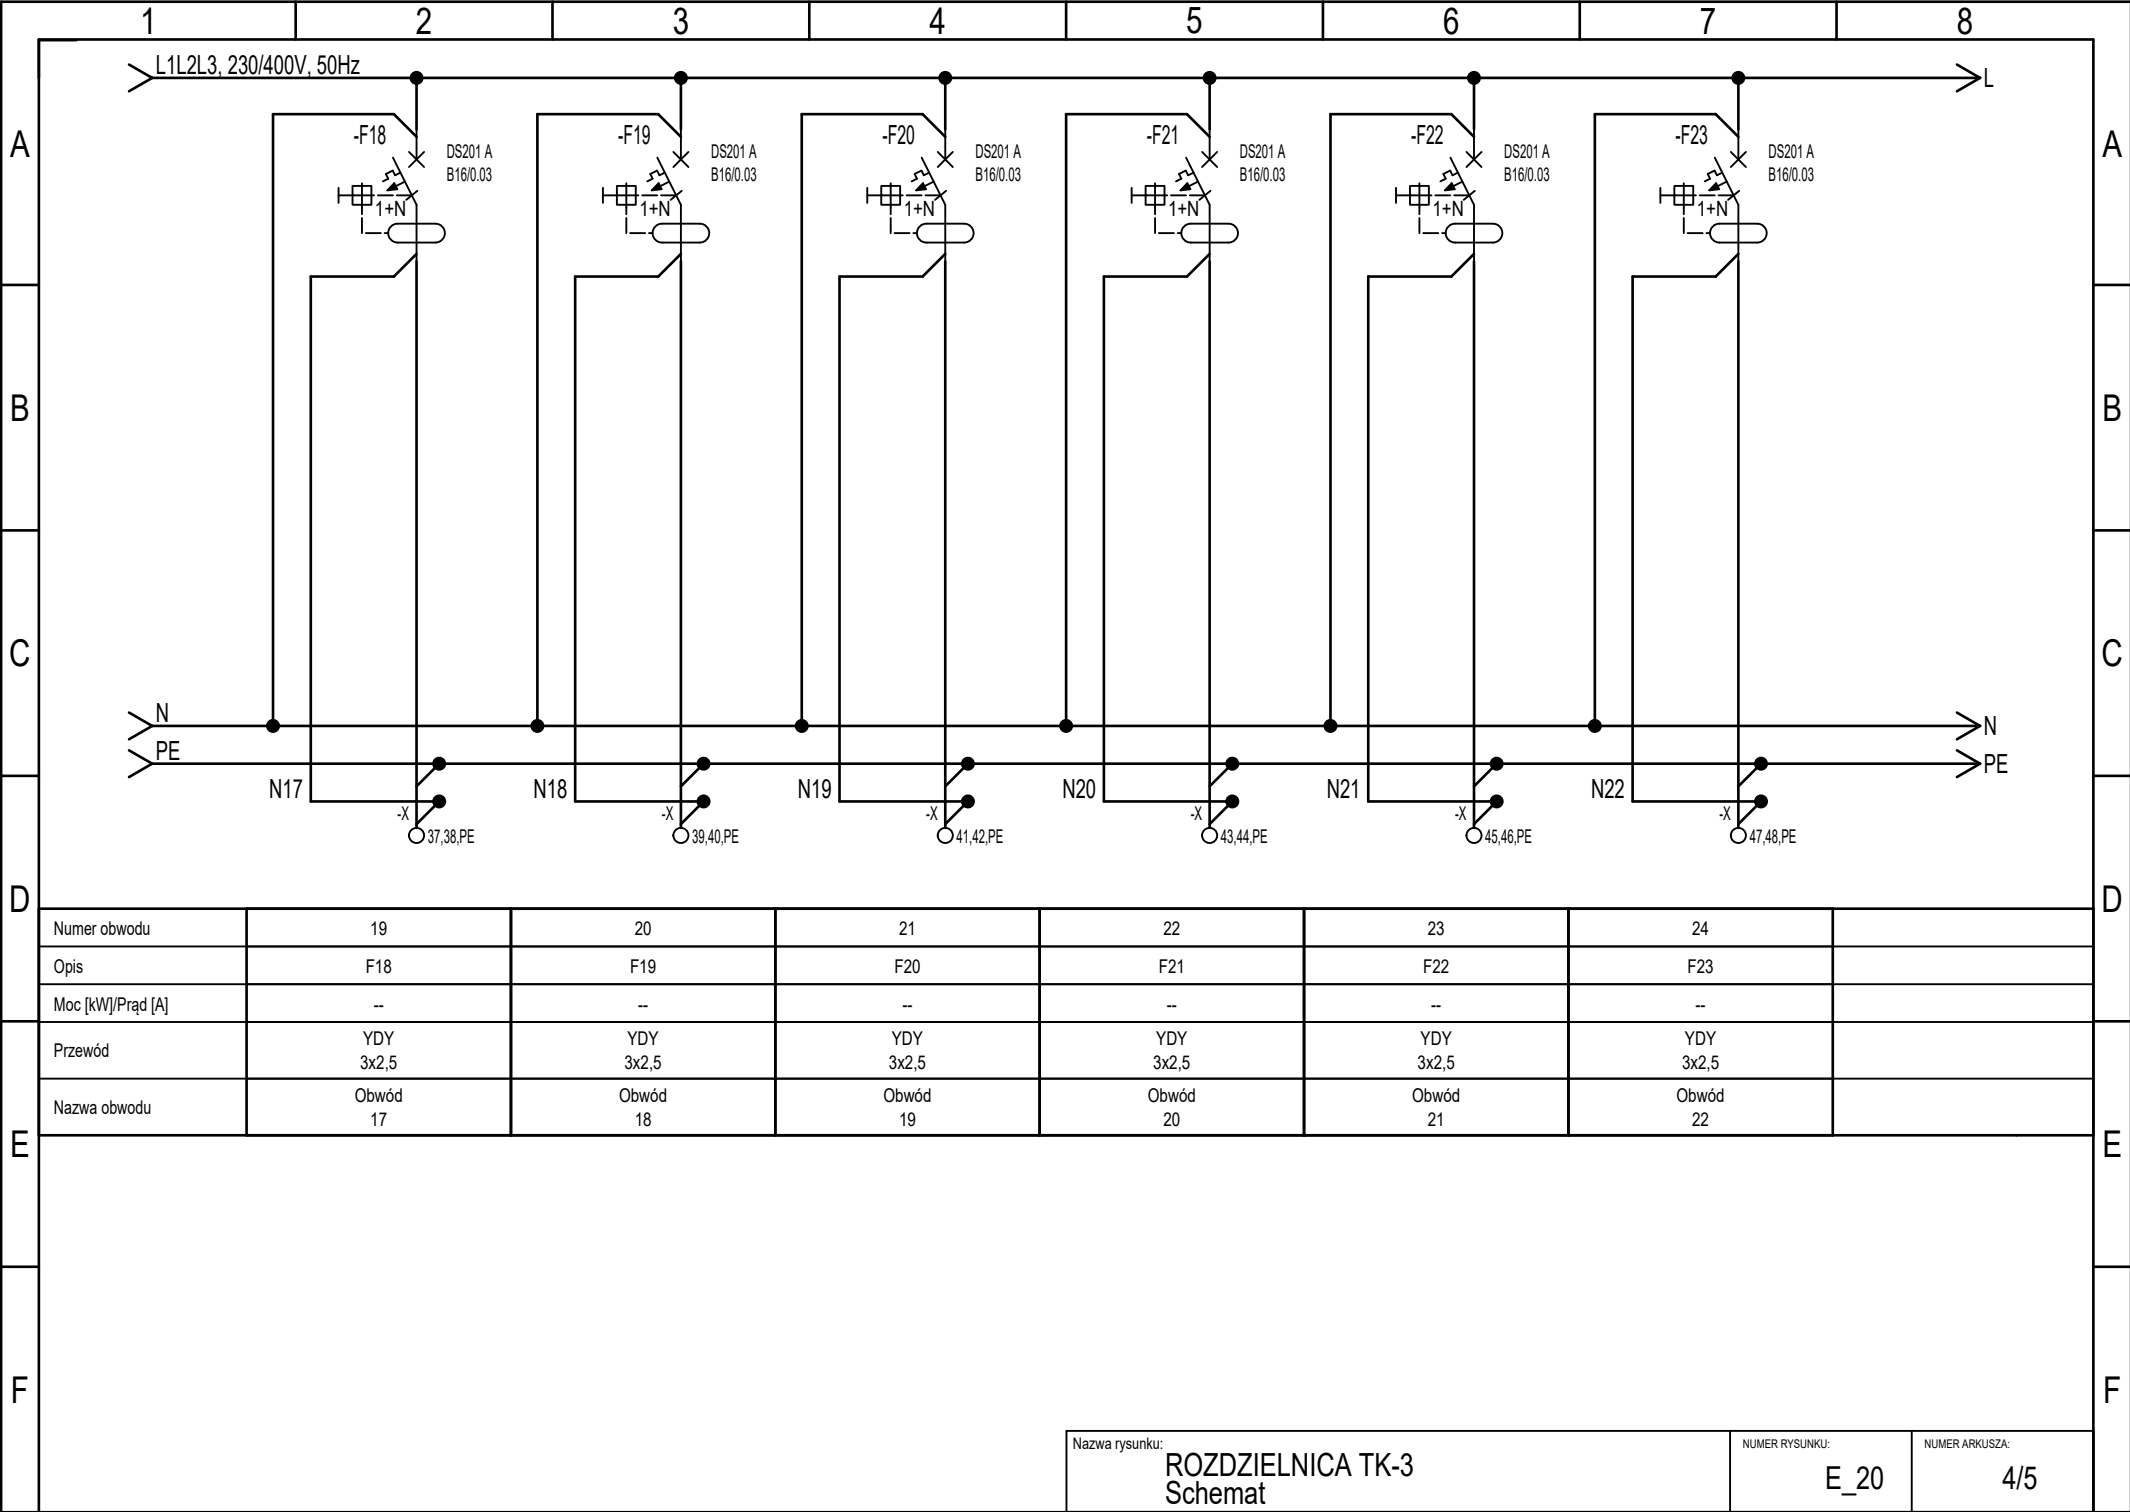 1 2 3 4 5 6 7 8
L1L2L3, 230/400V, 50Hz
L
A A
-F18 -F19 -F20 -F21 -F22 -F23
DS201 A DS201 A DS201 A DS201 A DS201 A DS201 A
B16/0.03 B16/0.03 B16/0.03 B16/0.03 B16/0.03 B16/0.03
1+N 1+N 1+N 1+N 1+N 1+N
B B
C C
N N
PE PE
N17 N18 N19 N20 N21 N22
-X -X -X -X -X -X
37,38,PE 39,40,PE 41,42,PE 43,44,PE 45,46,PE 47,48,PE
D D
Numer obwodu 19 20 21 22 23 24
Opis F18 F19 F20 F21 F22 F23
Moc [kW]/Prąd [A] -- -- -- -- -- --
Przewód YDY YDY YDY YDY YDY YDY
3x2,5 3x2,5 3x2,5 3x2,5 3x2,5 3x2,5
Nazwa obwodu Obwód Obwód Obwód Obwód Obwód Obwód
17 18 19 20 21 22
E E
F F
Nazwa rysunku:
ROZDZIELNICA TK-3
Schemat
NUMER RYSUNKU:
E_20
NUMER ARKUSZA:
4/5